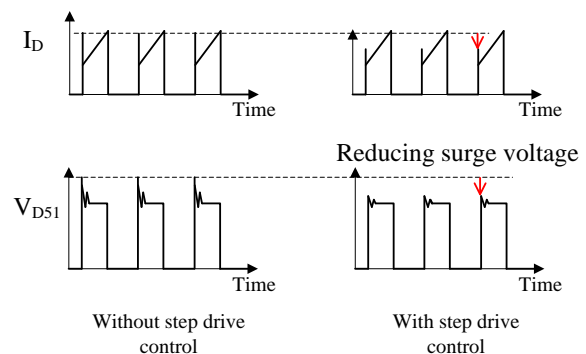 I_D
Time
Time
Reducing surge voltage
V_D51
Time
Time
Without step drive
control
With step drive
control